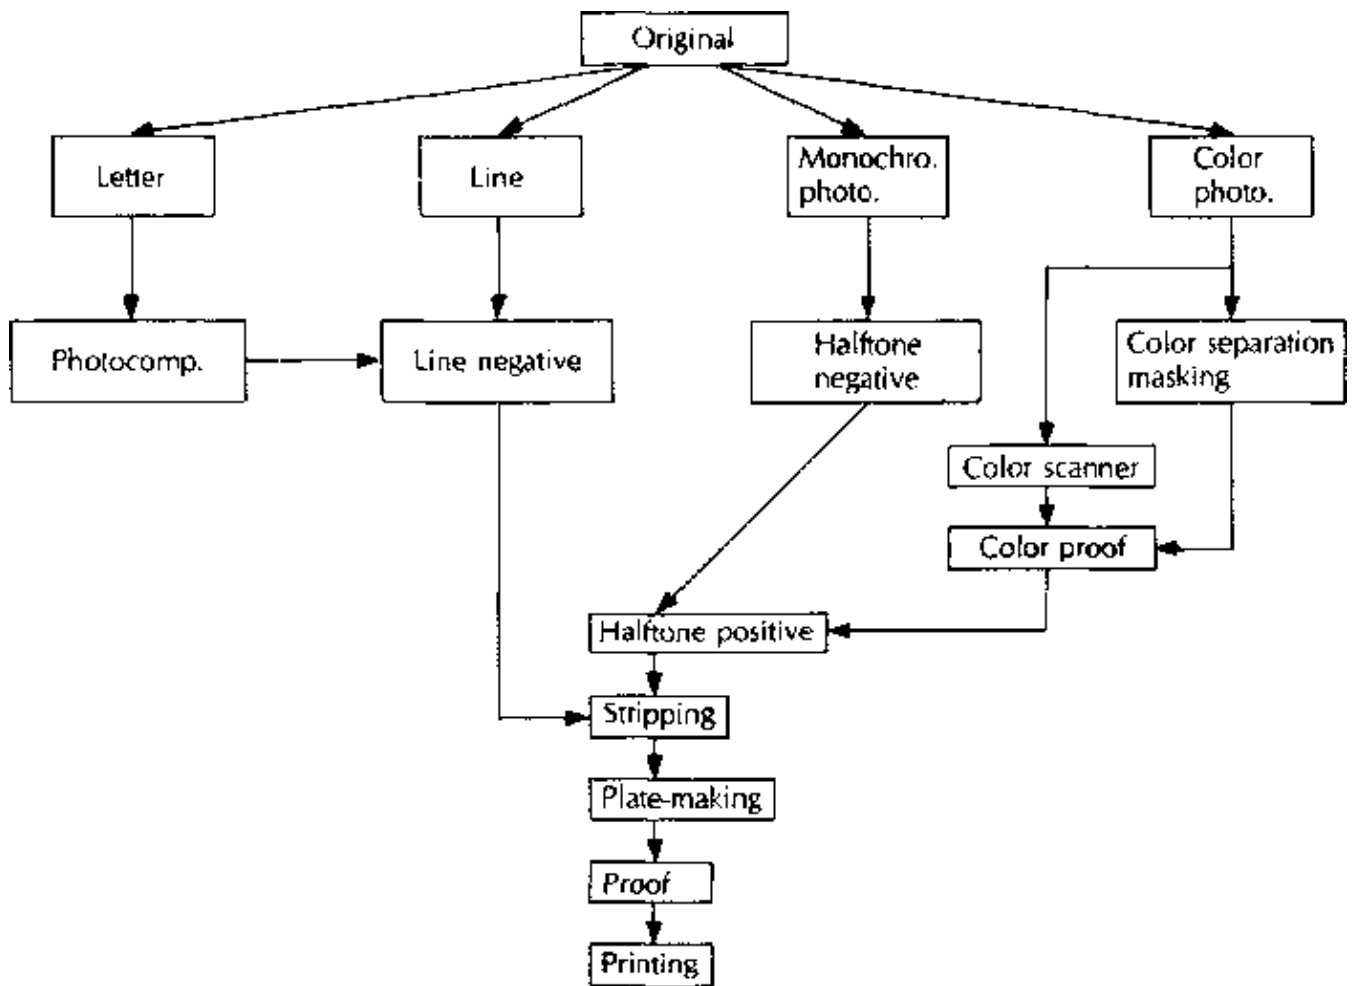 Original
Letter
Line
Monochro.
photo.
Color
photo.
Photocomp.
Line negative
Halftone
negative
Color separation
masking
Color scanner
Color proof
Halftone positive
Stripping
Plate-making
Proof
Printing